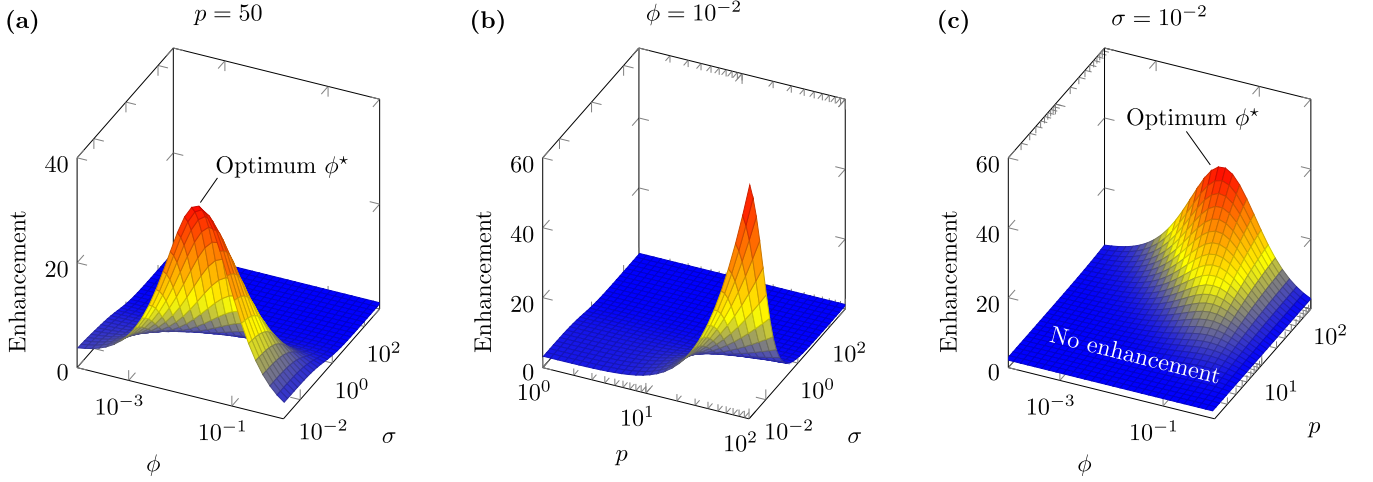 (a)
p = 50
Optimum ϕ⋆
Enhancement
40
20
0
10⁻³
10⁻¹
ϕ
10⁻²
10⁰
10²
σ
(b)
ϕ = 10⁻²
Enhancement
60
40
20
0
10⁰
10¹
10²
p
10⁻²
10⁰
10²
σ
(c)
σ = 10⁻²
Optimum ϕ⋆
Enhancement
60
40
20
0
No enhancement
10⁻³
10⁻¹
ϕ
10¹
10²
p